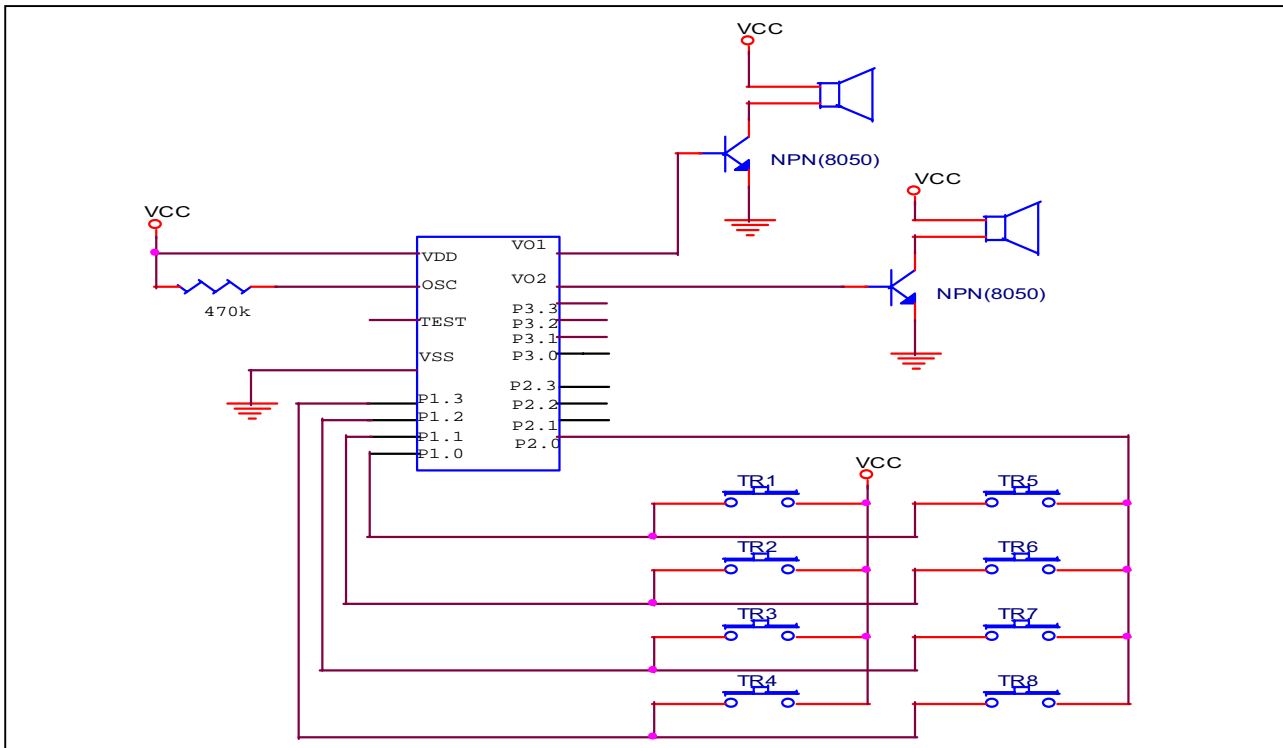 VCC
NPN(8050)
VCC
NPN(8050)
VCC
470k
VDD
OSC
TEST
VSS
P1.3
P1.2
P1.1
P1.0
VO1
VO2
P3.3
P3.2
P3.1
P3.0
P2.3
P2.2
P2.1
P2.0
VCC
TR1
TR5
TR2
TR6
TR3
TR7
TR4
TR8